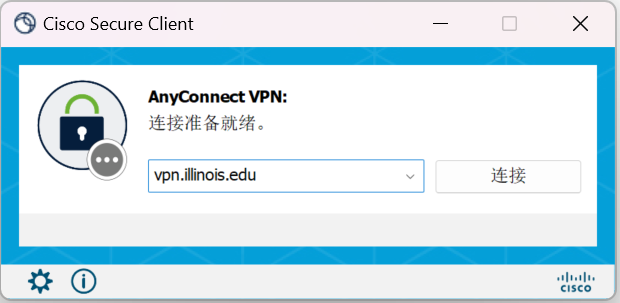 Cisco Secure Client
AnyConnect VPN:
连接准备就绪。
vpn.illinois.edu
连接
CISCO